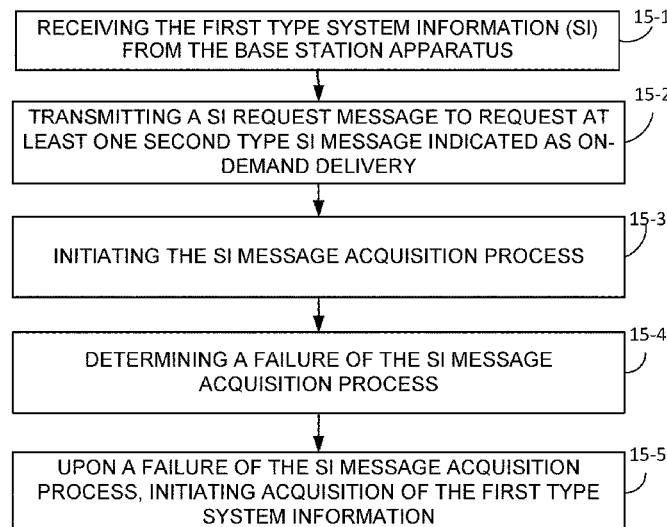 RECEIVING THE FIRST TYPE SYSTEM INFORMATION (SI)
FROM THE BASE STATION APPARATUS
15-1
TRANSMITTING A SI REQUEST MESSAGE TO REQUEST AT
LEAST ONE SECOND TYPE SI MESSAGE INDICATED AS ON-
DEMAND DELIVERY
15-2
INITIATING THE SI MESSAGE ACQUISITION PROCESS
15-3
DETERMINING A FAILURE OF THE SI MESSAGE
ACQUISITION PROCESS
15-4
UPON A FAILURE OF THE SI MESSAGE ACQUISITION
PROCESS, INITIATING ACQUISITION OF THE FIRST TYPE
SYSTEM INFORMATION
15-5